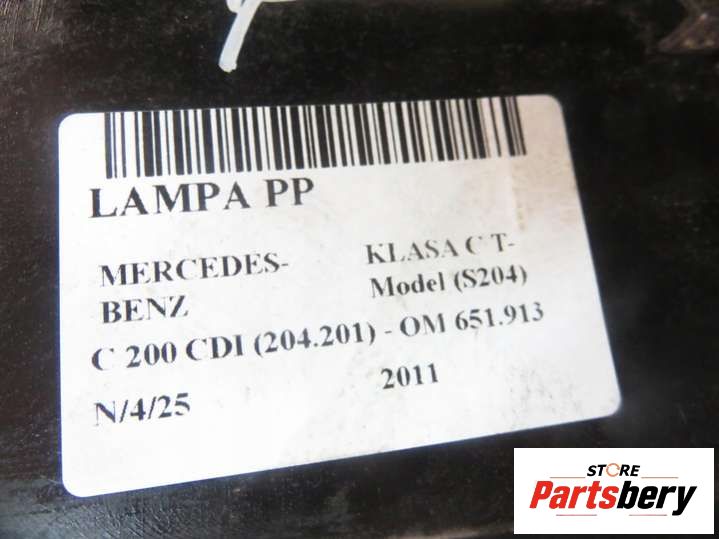 LAMPA PP
MERCEDES-
BENZ
KLASA C T-
Model (S204)
C 200 CDI (204.201) - OM 651.913
N/4/25
2011
STORE
Partsbery